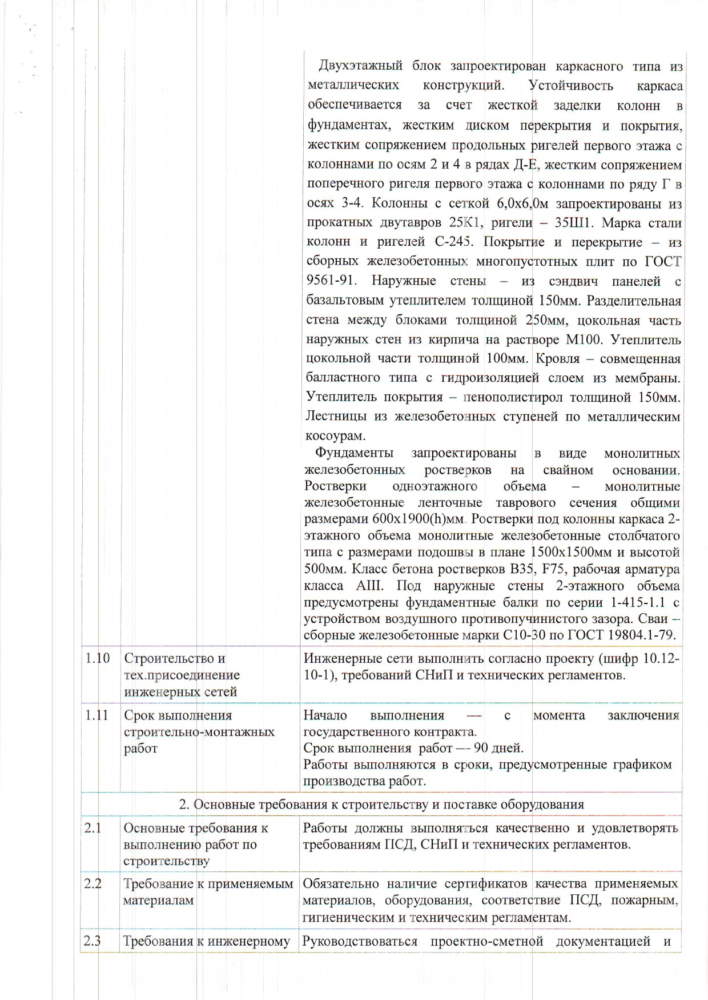 Двухэтажный блок запроектирован каркасного типа из
металлических конструкций. Устойчивость каркаса
обеспечивается за счет жесткой заделки колонн в
фундаментах, жестким диском перекрытия и покрытия,
жестким сопряжением продольных ригелей первого этажа с
колоннами по осям 2 и 4 в рядах Д-Е, жестким сопряжением
поперечного ригеля первого этажа с колоннами по ряду Г в
осях 3-4. Колонны с сеткой 6,0х6,0м запроектированы из
прокатных двутавров 25К1, ригели – 35Ш1. Марка стали
колонн и ригелей С-245. Покрытие и перекрытие – из
сборных железобетонных многопустотных плит по ГОСТ
9561-91. Наружные стены – из сэндвич панелей с
базальтовым утеплителем толщиной 150мм. Разделительная
стена между блоками толщиной 250мм, цокольная часть
наружных стен из кирпича на растворе М100. Утеплитель
цокольной части толщиной 100мм. Кровля – совмещенная
балластного типа с гидроизоляцией слоем из мембраны.
Утеплитель покрытия – пенополистирол толщиной 150мм.
Лестницы из железобетонных ступеней по металлическим
косоурам.
Фундаменты запроектированы в виде монолитных
железобетонных ростверков на свайном основании.
Ростверки одноэтажного объема – монолитные
железобетонные ленточные таврового сечения общими
размерами 600х1900(h)мм. Ростверки под колонны каркаса 2-
этажного объема монолитные железобетонные столбчатого
типа с размерами подошвы в плане 1500х1500мм и высотой
500мм. Класс бетона ростверков В35, F75, рабочая арматура
класса АIII. Под наружные стены 2-этажного объема
предусмотрены фундаментные балки по серии 1-415-1.1 с
устройством воздушного противопучинистого зазора. Сваи –
сборные железобетонные марки С10-30 по ГОСТ 19804.1-79.
1.10 Строительство и
тех.присоединение
инженерных сетей
Инженерные сети выполнить согласно проекту (шифр 10.12-
10-1), требований СНиП и технических регламентов.
1.11 Срок выполнения
строительно-монтажных
работ
Начало выполнения — с момента заключения
государственного контракта.
Срок выполнения работ — 90 дней.
Работы выполняются в сроки, предусмотренные графиком
производства работ.
2. Основные требования к строительству и поставке оборудования
2.1 Основные требования к
выполнению работ по
строительству
Работы должны выполняться качественно и удовлетворять
требованиям ПСД, СНиП и технических регламентов.
2.2 Требование к применяемым
материалам
Обязательно наличие сертификатов качества применяемых
материалов, оборудования, соответствие ПСД, пожарным,
гигиеническим и техническим регламентам.
2.3 Требования к инженерному
Руководствоваться проектно-сметной документацией и